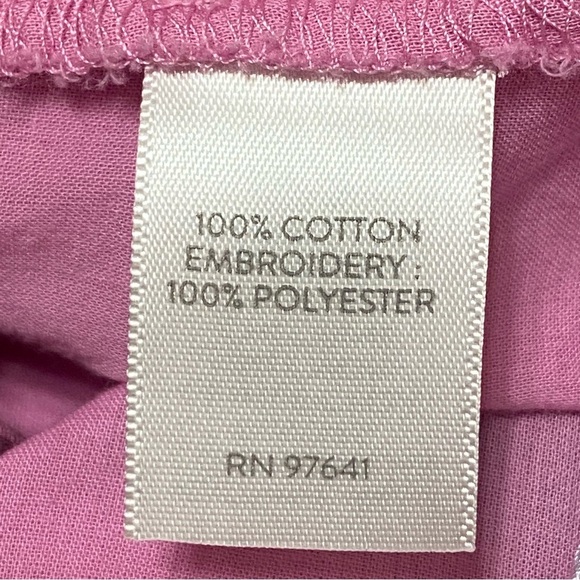 100% COTTON
EMBROIDERY :
100% POLYESTER
RN 97641